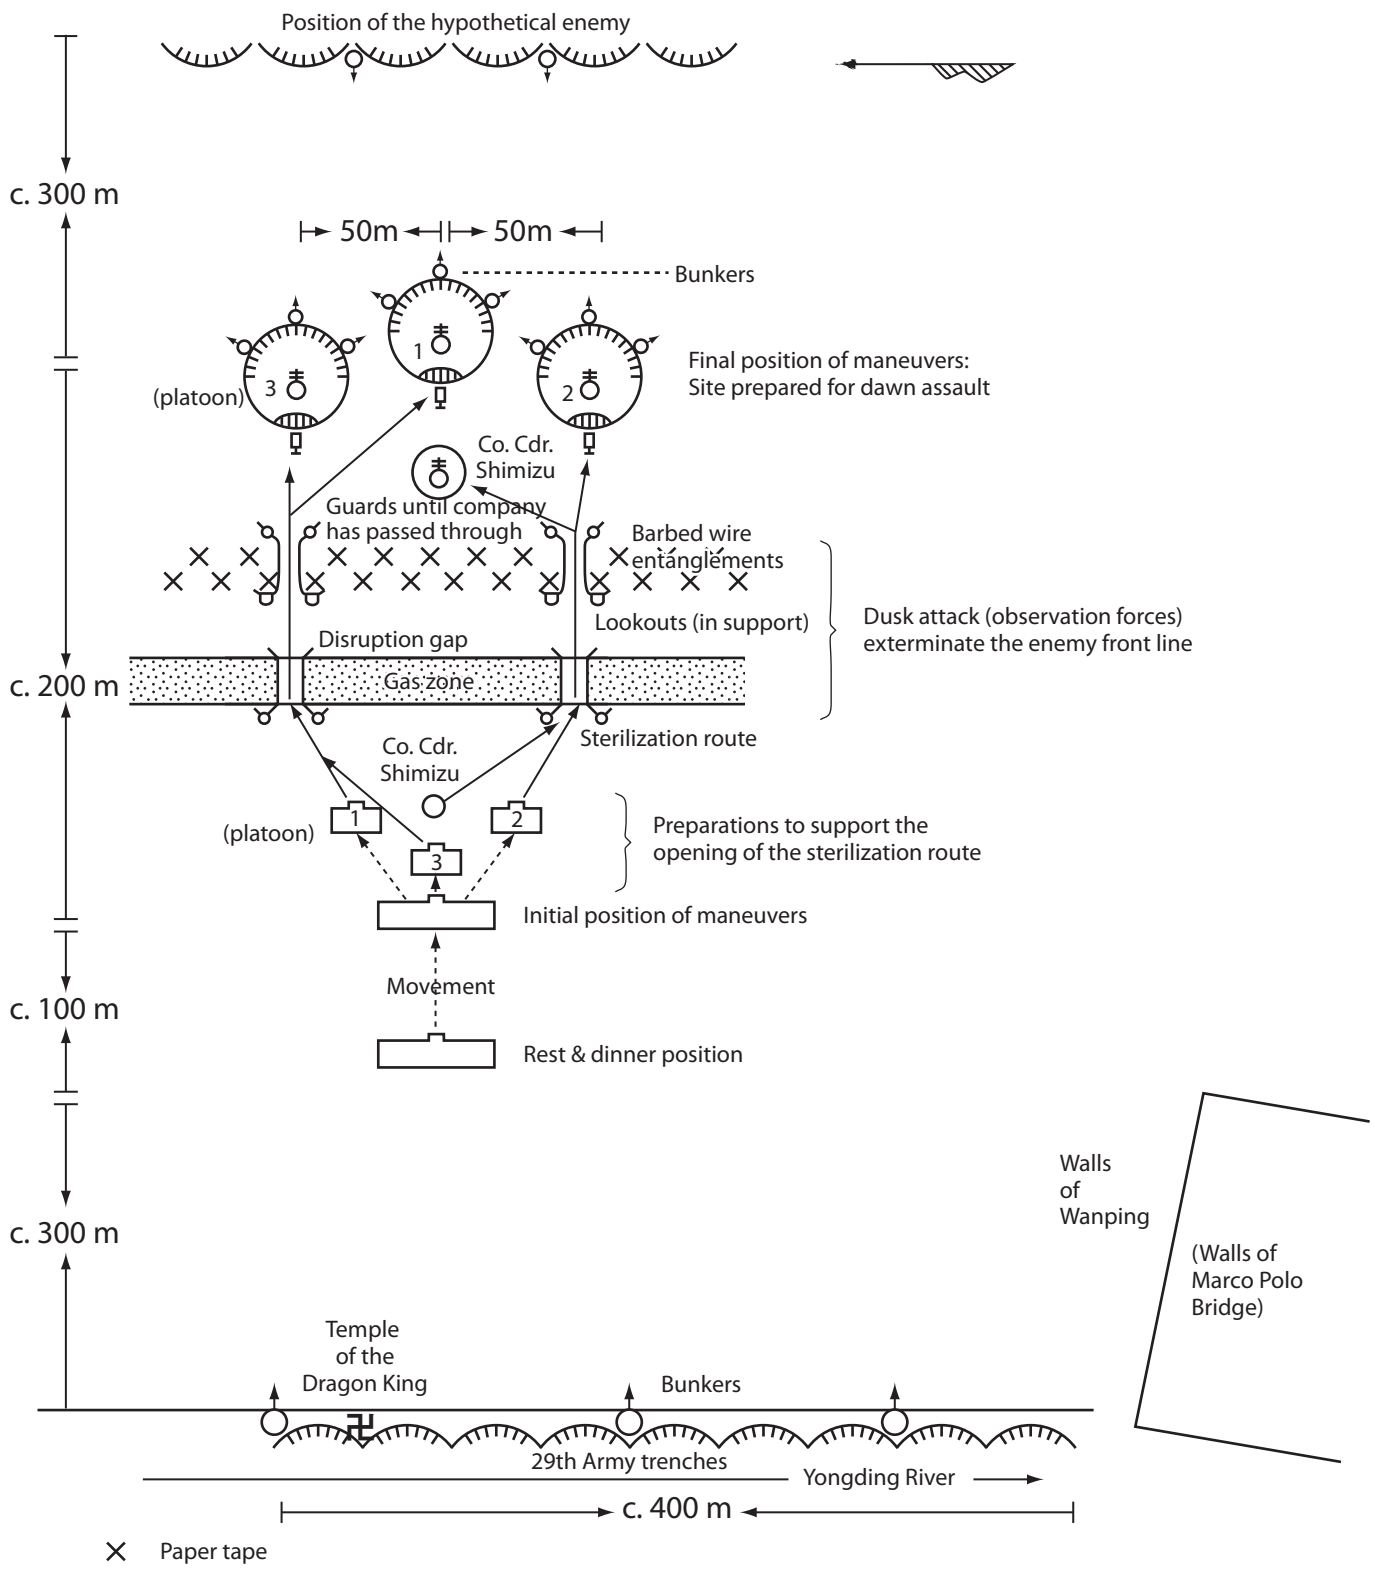 Position of the hypothetical enemy
c. 300 m
50m
50m
Bunkers
1
3
2
(platoon)
Final position of maneuvers:
Site prepared for dawn assault
Co. Cdr.
Shimizu
Guards until company
has passed through
Barbed wire
entanglements
Lookouts (in support)
Dusk attack (observation forces)
exterminate the enemy front line
Disruption gap
c. 200 m
Gas zone
Sterilization route
Co. Cdr.
Shimizu
1
2
(platoon)
3
Preparations to support the
opening of the sterilization route
Initial position of maneuvers
Movement
c. 100 m
Rest & dinner position
Walls
of
Wanping
c. 300 m
(Walls of
Marco Polo
Bridge)
Temple
of the
Dragon King
Bunkers
29th Army trenches
Yongding River
c. 400 m
Paper tape